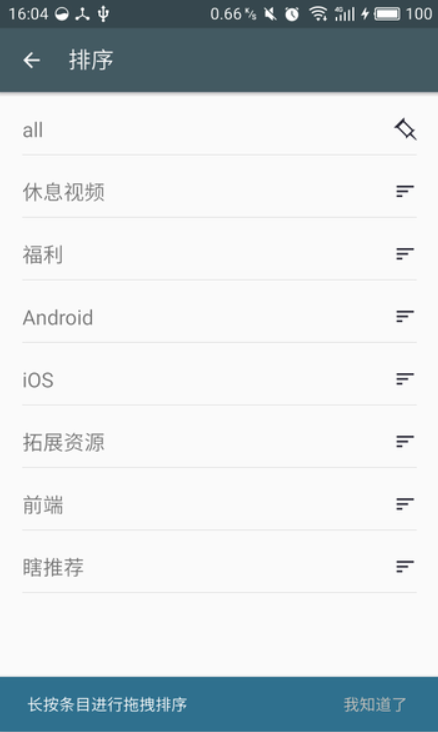 16:04 0.66 K/s 4G 100
排序
all
休息视频
福利
Android
iOS
拓展资源
前端
瞎推荐
长按条目进行拖拽排序 我知道了